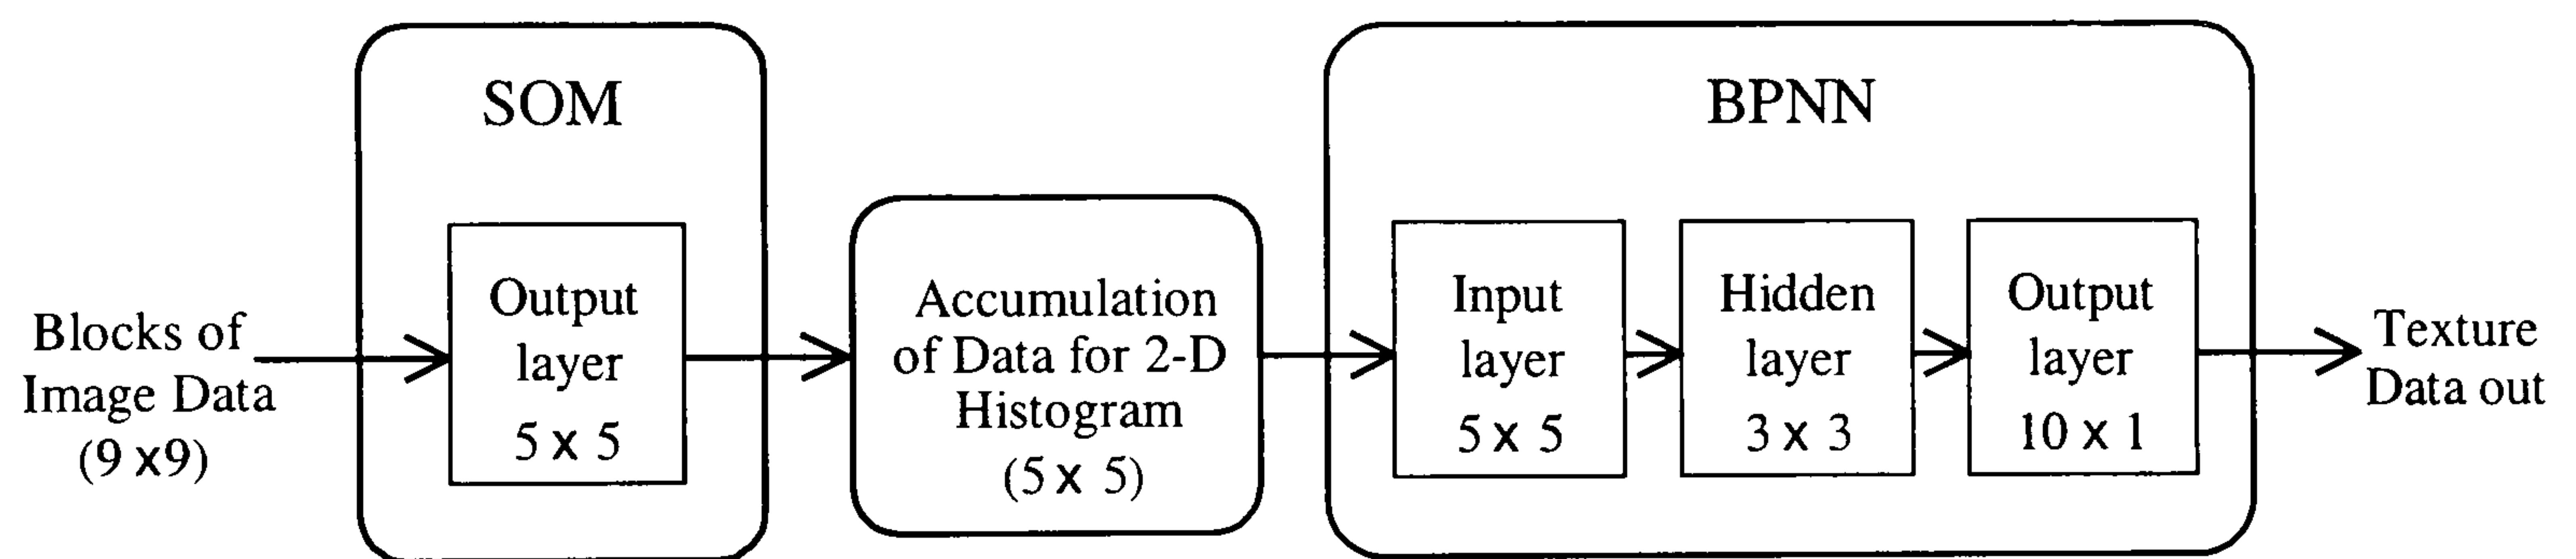 SOM
BPNN
Blocks of
Image Data
(9 x9)
Output
layer
5 x 5
Accumulation
of Data for 2-D
Histogram
(5 x 5)
Input
layer
5 x 5
Hidden
layer
3 x 3
Output
layer
10 x 1
Texture
Data out